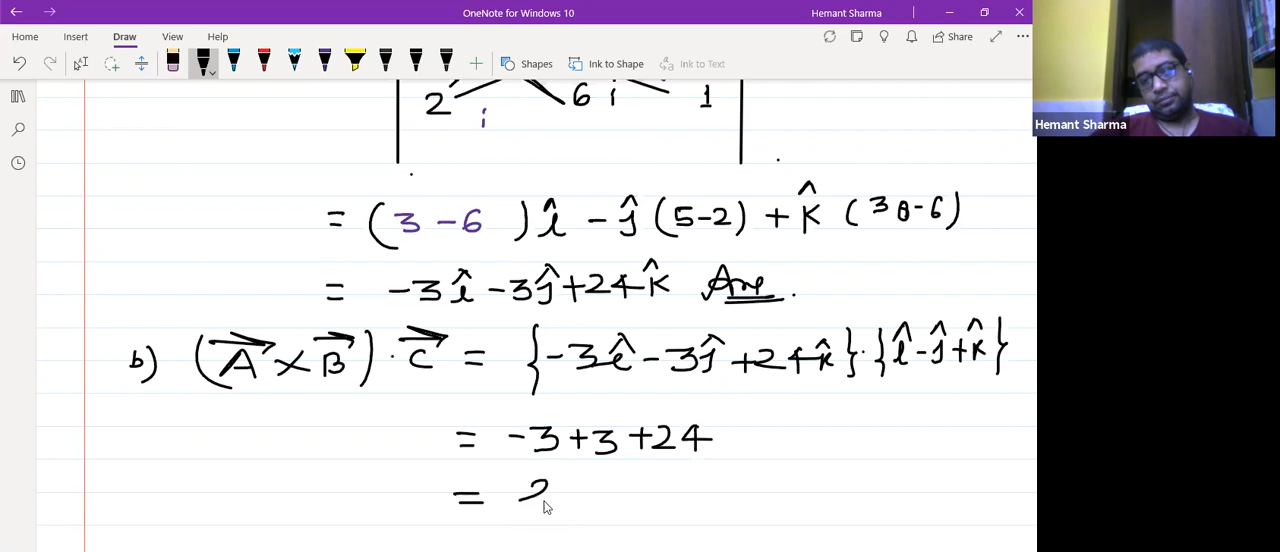 OneNote for Windows 10
Hemant Sharma
Home Insert Draw View Help
Share
Shapes Ink to Shape Ink to Text
Hemant Sharma
2 6 i 1
i
= (3 - 6) î - ĵ (5-2) + k̂ (30-6)
= -3î - 3ĵ + 24k̂ Ans.
b) (A⃗ × B⃗) · C⃗ = {-3î - 3ĵ + 24k̂} · {î - ĵ + k̂}
= -3 + 3 + 24
= 2